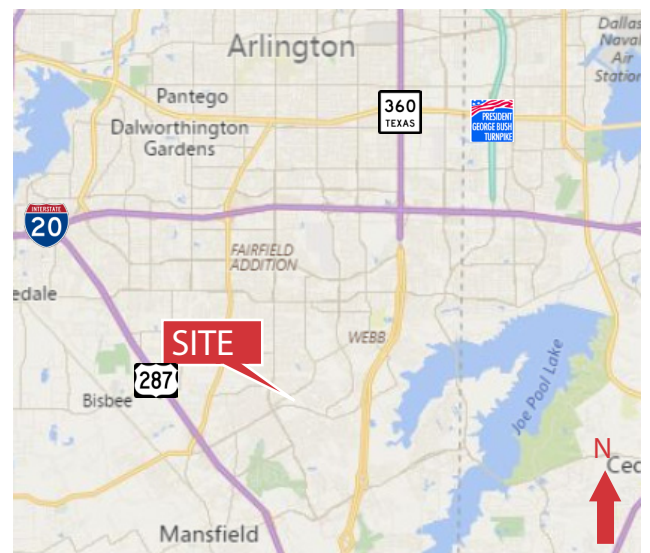 Arlington
Dallas
Naval
Air
Station
Pantego
360
TEXAS
PRESIDENT
GEORGE BUSH
TURNPIKE
Dalworthington
Gardens
INTERSTATE
20
FAIRFIELD
ADDITION
edale
SITE
WEBB
287
Bisbee
Joe Pool Lake
N
Ced
Mansfield